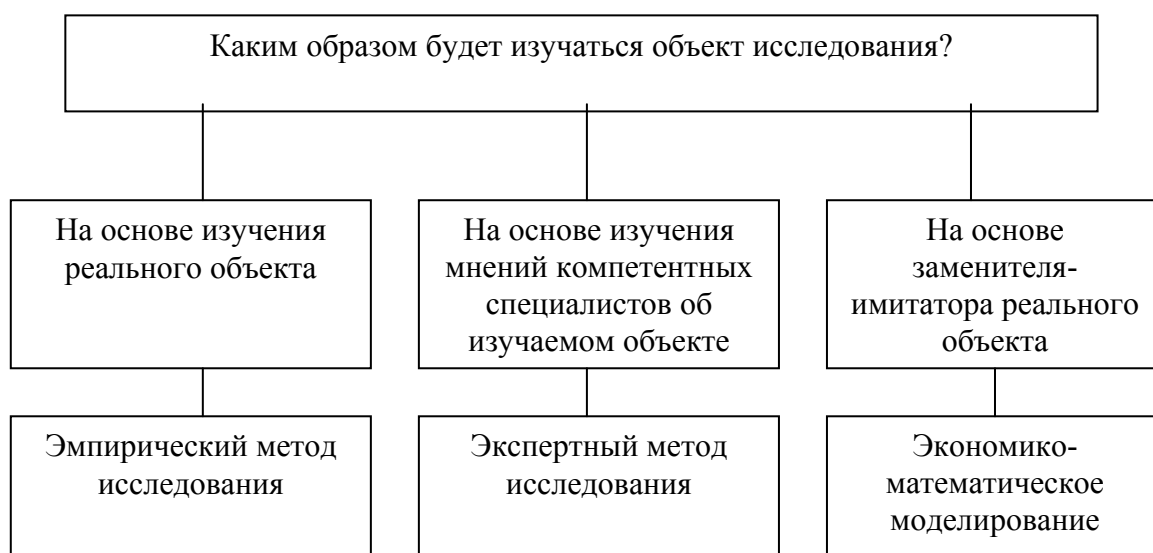 Каким образом будет изучаться объект исследования?
На основе изучения
реального объекта
На основе изучения
мнений компетентных
специалистов об
изучаемом объекте
На основе
заменителя-
имитатора реального
объекта
Эмпирический метод
исследования
Экспертный метод
исследования
Экономико-
математическое
моделирование